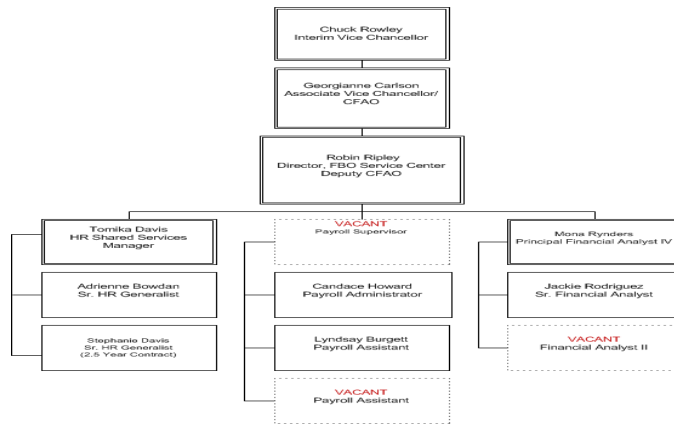 Chuck Rowley
Interim Vice Chancellor
Georgianne Carlson
Associate Vice Chancellor/
CFAO
Robin Ripley
Director, FBO Service Center
Deputy CFAO
Tomika Davis
HR Shared Services
Manager
Adrienne Bowdan
Sr. HR Generalist
Stephanie Davis
Sr. HR Generalist
(2.5 Year Contract)
VACANT
Payroll Supervisor
Candace Howard
Payroll Administrator
Lyndsay Burgett
Payroll Assistant
VACANT
Payroll Assistant
Mona Rynders
Principal Financial Analyst IV
Jackie Rodriguez
Sr. Financial Analyst
VACANT
Financial Analyst II